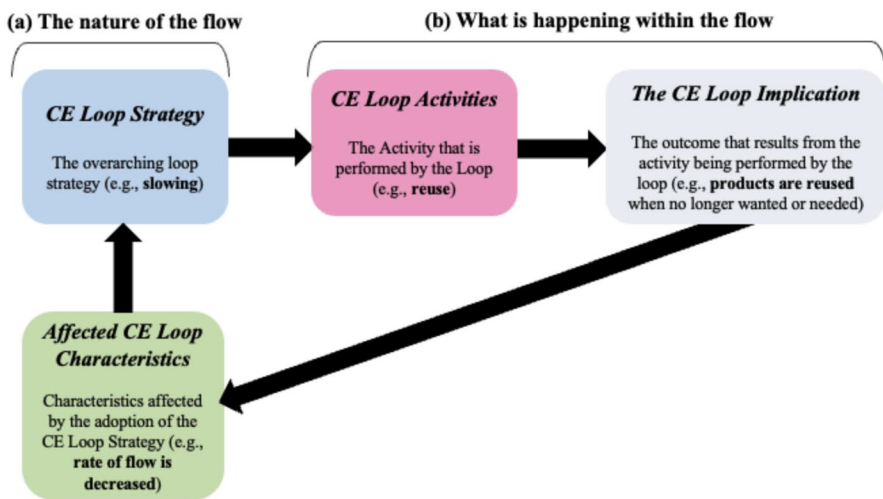 (a) The nature of the flow
(b) What is happening within the flow
CE Loop Strategy
The overarching loop
strategy (e.g., slowing)
CE Loop Activities
The Activity that is
performed by the Loop
(e.g., reuse)
The CE Loop Implication
The outcome that results from the
activity being performed by the
loop (e.g., products are reused
when no longer wanted or needed)
Affected CE Loop
Characteristics
Characteristics affected
by the adoption of the
CE Loop Strategy (e.g.,
rate of flow is
decreased)